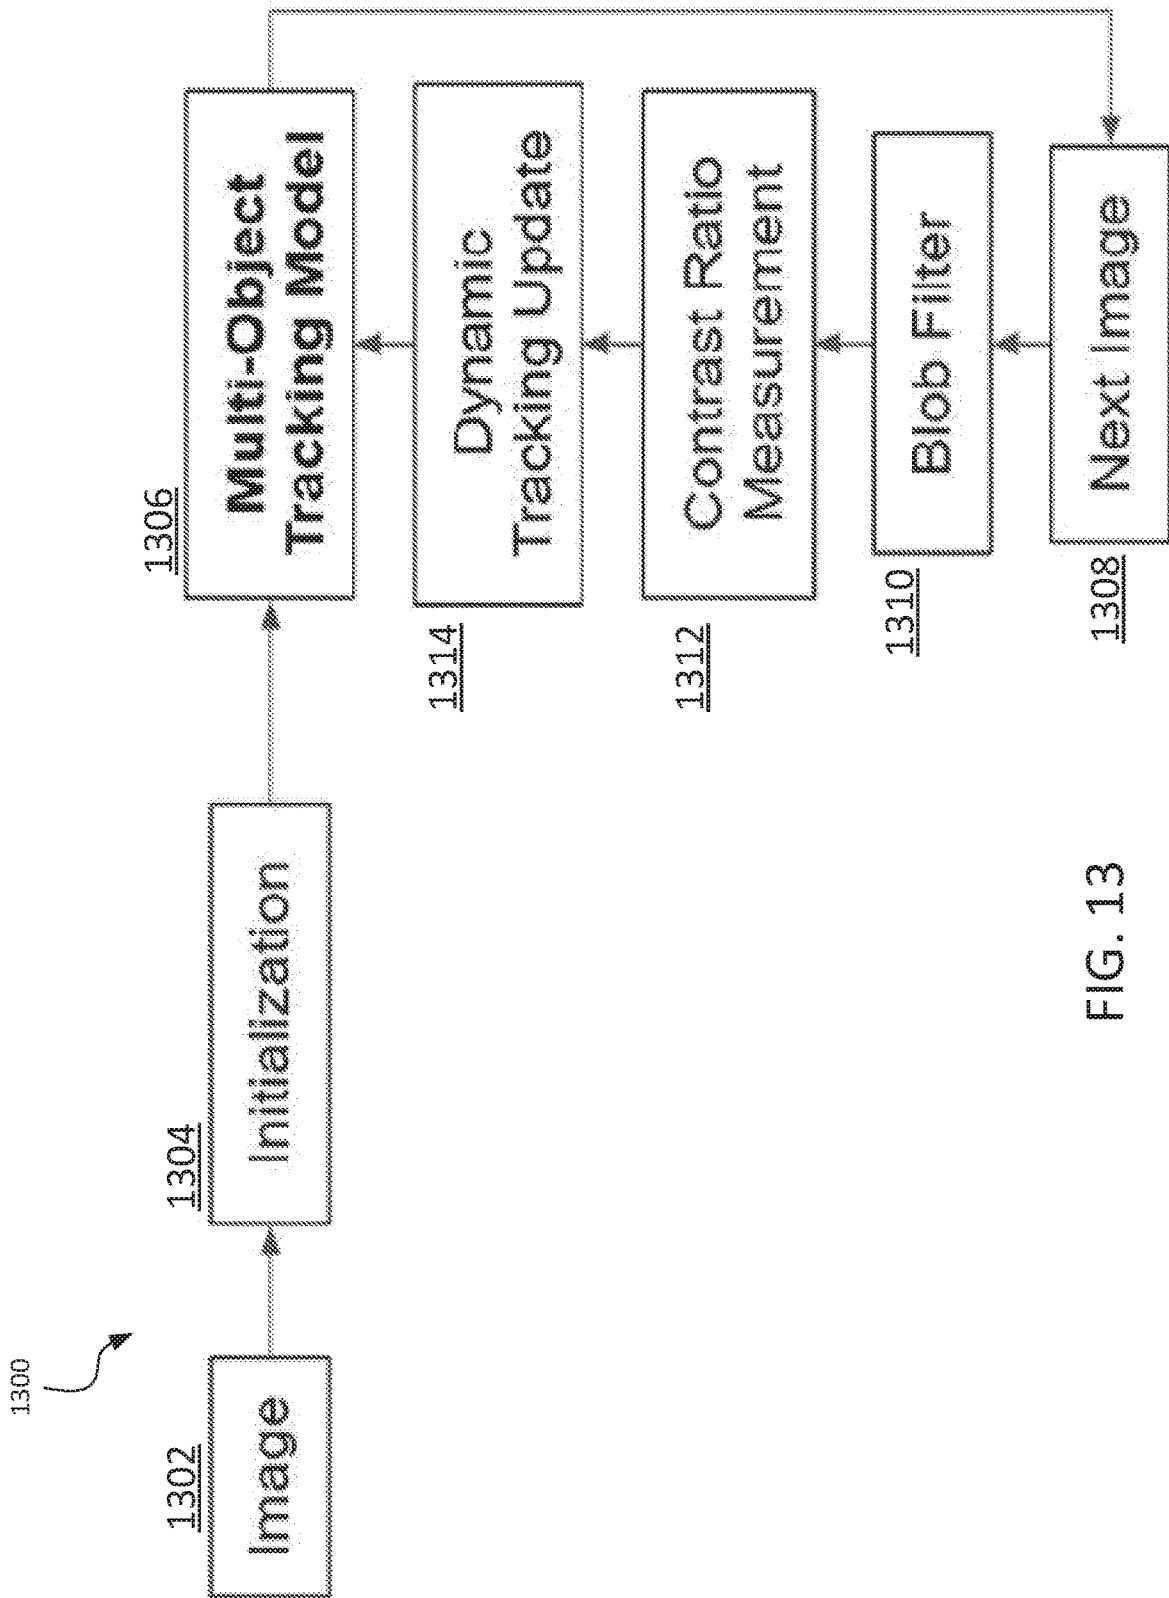 1300
1302
Image
1304
Initialization
1306
Multi-Object
Tracking Model
1314
Dynamic
Tracking Update
1312
Contrast Ratio
Measurement
1310
Blob Filter
1308
Next Image
FIG. 13